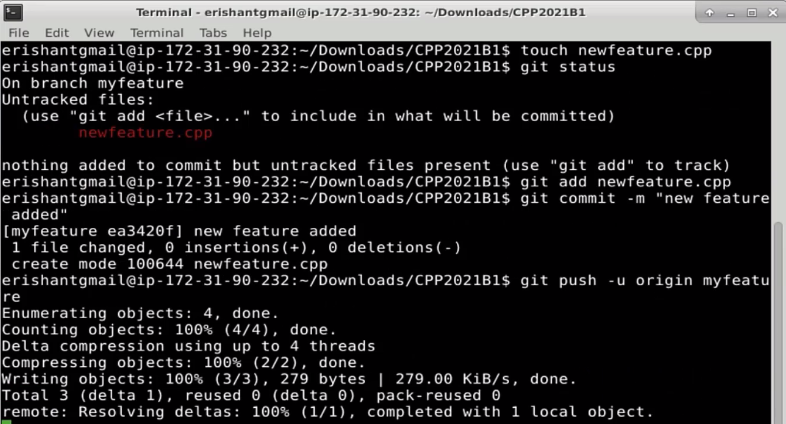 Terminal - erishantgmail@ip-172-31-90-232: ~/Downloads/CPP2021B1
File Edit View Terminal Tabs Help
erishantgmail@ip-172-31-90-232:~/Downloads/CPP2021B1$ touch newfeature.cpp
erishantgmail@ip-172-31-90-232:~/Downloads/CPP2021B1$ git status
On branch myfeature
Untracked files:
  (use "git add <file>..." to include in what will be committed)
        newfeature.cpp
nothing added to commit but untracked files present (use "git add" to track)
erishantgmail@ip-172-31-90-232:~/Downloads/CPP2021B1$ git add newfeature.cpp
erishantgmail@ip-172-31-90-232:~/Downloads/CPP2021B1$ git commit -m "new feature
 added"
[myfeature ea3420f] new feature added
 1 file changed, 0 insertions(+), 0 deletions(-)
 create mode 100644 newfeature.cpp
erishantgmail@ip-172-31-90-232:~/Downloads/CPP2021B1$ git push -u origin myfeatu
re
Enumerating objects: 4, done.
Counting objects: 100% (4/4), done.
Delta compression using up to 4 threads
Compressing objects: 100% (2/2), done.
Writing objects: 100% (3/3), 279 bytes | 279.00 KiB/s, done.
Total 3 (delta 1), reused 0 (delta 0), pack-reused 0
remote: Resolving deltas: 100% (1/1), completed with 1 local object.